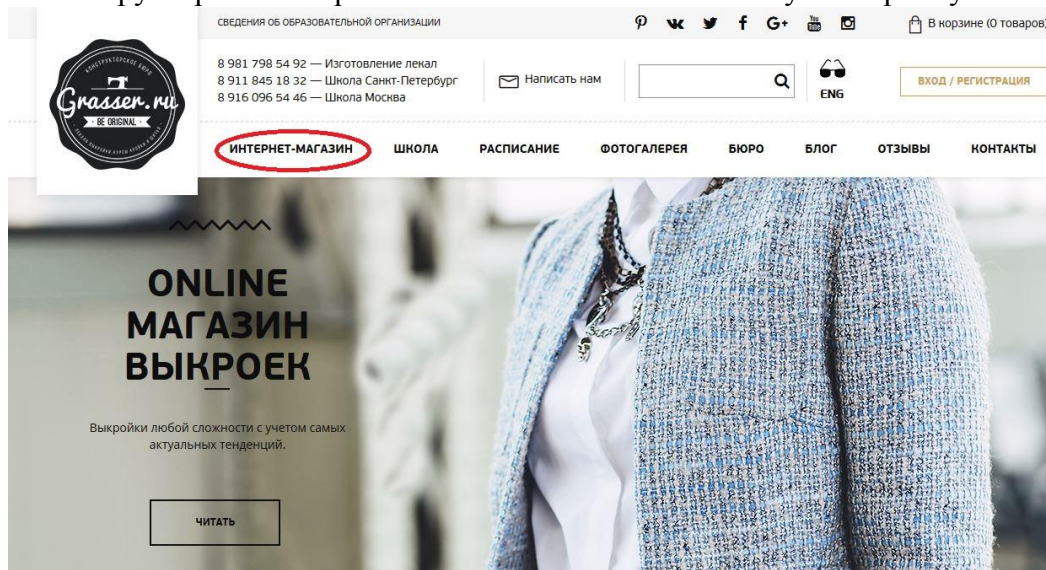 СВЕДЕНИЯ ОБ ОБРАЗОВАТЕЛЬНОЙ ОРГАНИЗАЦИИ
В корзине (0 товаров)
КОНСТРУКТОРСКОЕ БЮРО
Grasser.ru
BE ORIGINAL
8 981 798 54 92 — Изготовление лекал
8 911 845 18 32 — Школа Санкт-Петербург
8 916 096 54 46 — Школа Москва
Написать нам
ENG
ВХОД / РЕГИСТРАЦИЯ
ИНТЕРНЕТ-МАГАЗИН ШКОЛА РАСПИСАНИЕ ФОТОГАЛЕРЕЯ БЮРО БЛОГ ОТЗЫВЫ КОНТАКТЫ
ONLINE
МАГАЗИН
ВЫКРОЕК
Выкройки любой сложности с учетом самых
актуальных тенденций.
ЧИТАТЬ